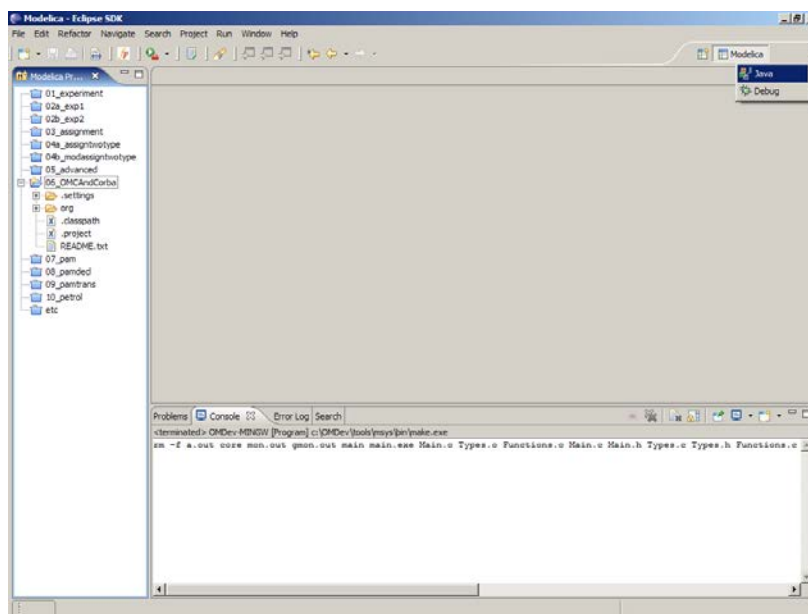 Modelica - Eclipse SDK
File Edit Refactor Navigate Search Project Run Window Help
Modelica
Java
Debug
Modelica Pr...
01_experiment
02a_exp1
02b_exp2
03_assignment
04a_assigntwotype
04b_modassigntwotype
05_advanced
06_OMCAndCorba
.settings
org
.classpath
.project
README.txt
07_pam
08_pamdecl
09_pamtrans
10_petrol
etc
Problems Console Error Log Search
<terminated> OMDev-MINGW [Program] c:\OMDev\tools\msys\bin\make.exe
rm -f a.out core mon.out gmon.out main main.exe Main.o Types.o Functions.o Main.c Main.h Types.c Types.h Functions.c